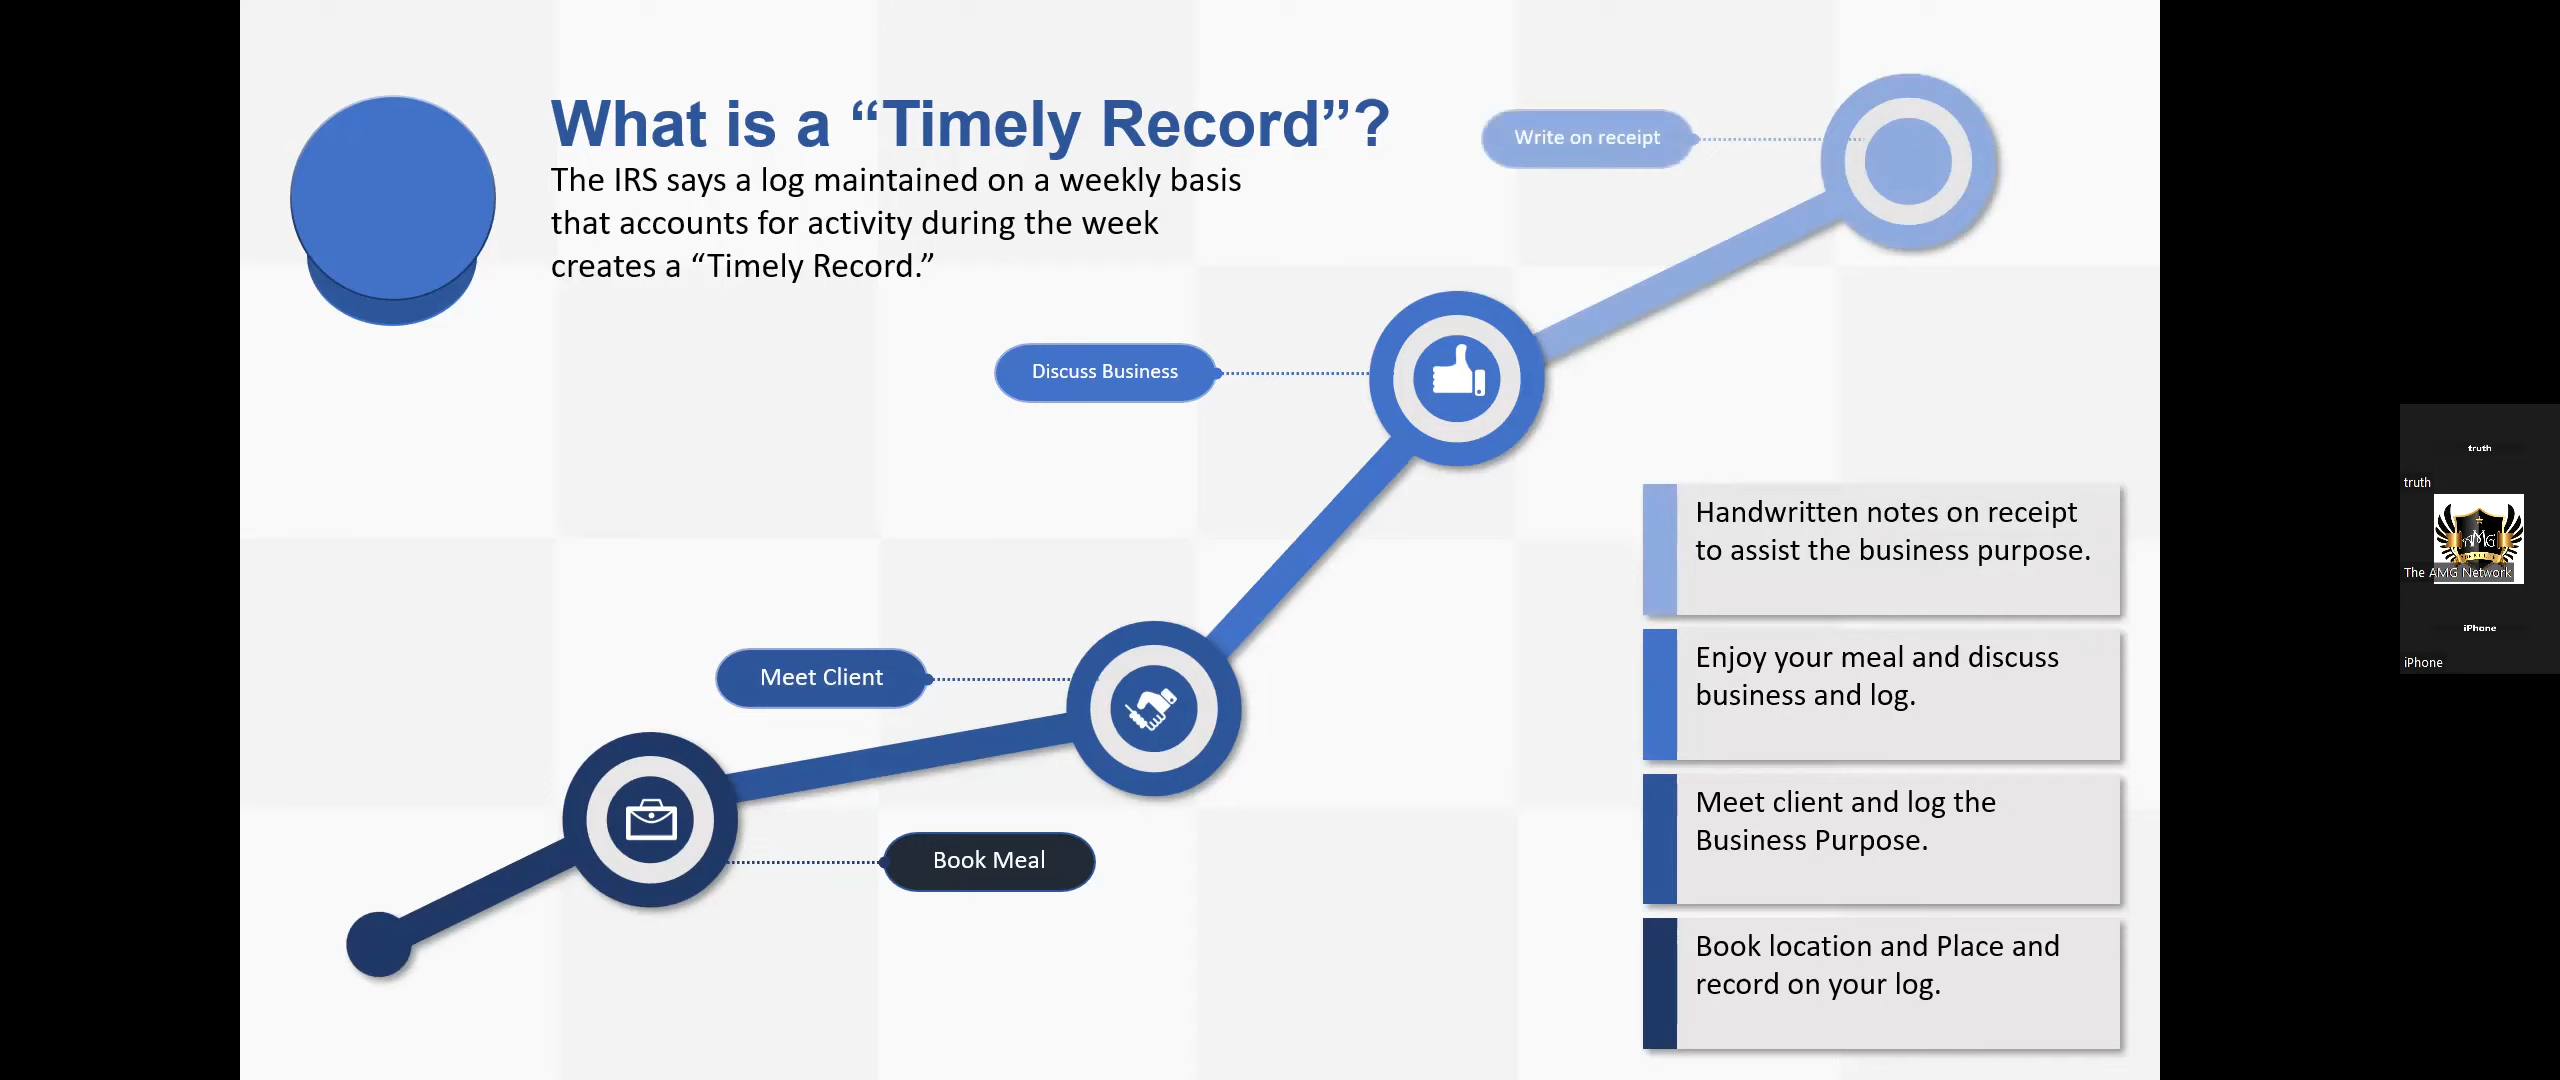 What is a “Timely Record”?
The IRS says a log maintained on a weekly basis
that accounts for activity during the week
creates a “Timely Record.”
Write on receipt
Discuss Business
Meet Client
Book Meal
Handwritten notes on receipt
to assist the business purpose.
Enjoy your meal and discuss
business and log.
Meet client and log the
Business Purpose.
Book location and Place and
record on your log.
truth
truth
AMG
The AMG Network
iPhone
iPhone